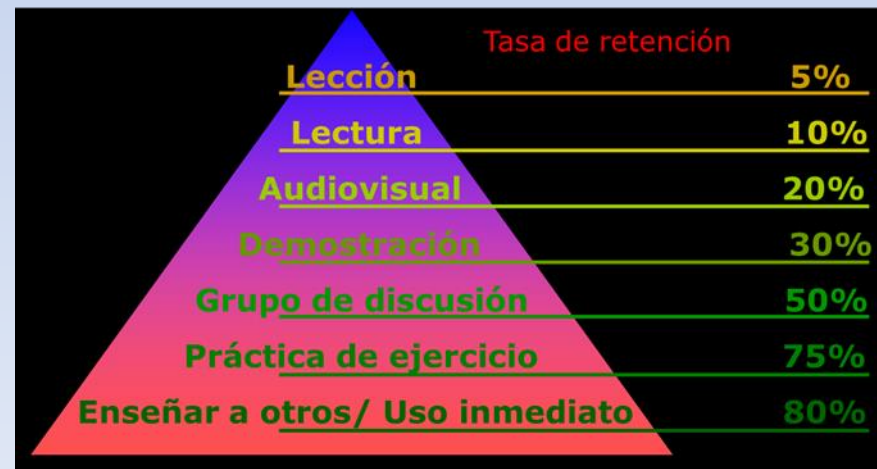 Tasa de retención
Lección 5%
Lectura 10%
Audiovisual 20%
Demostración 30%
Grupo de discusión 50%
Práctica de ejercicio 75%
Enseñar a otros/ Uso inmediato 80%